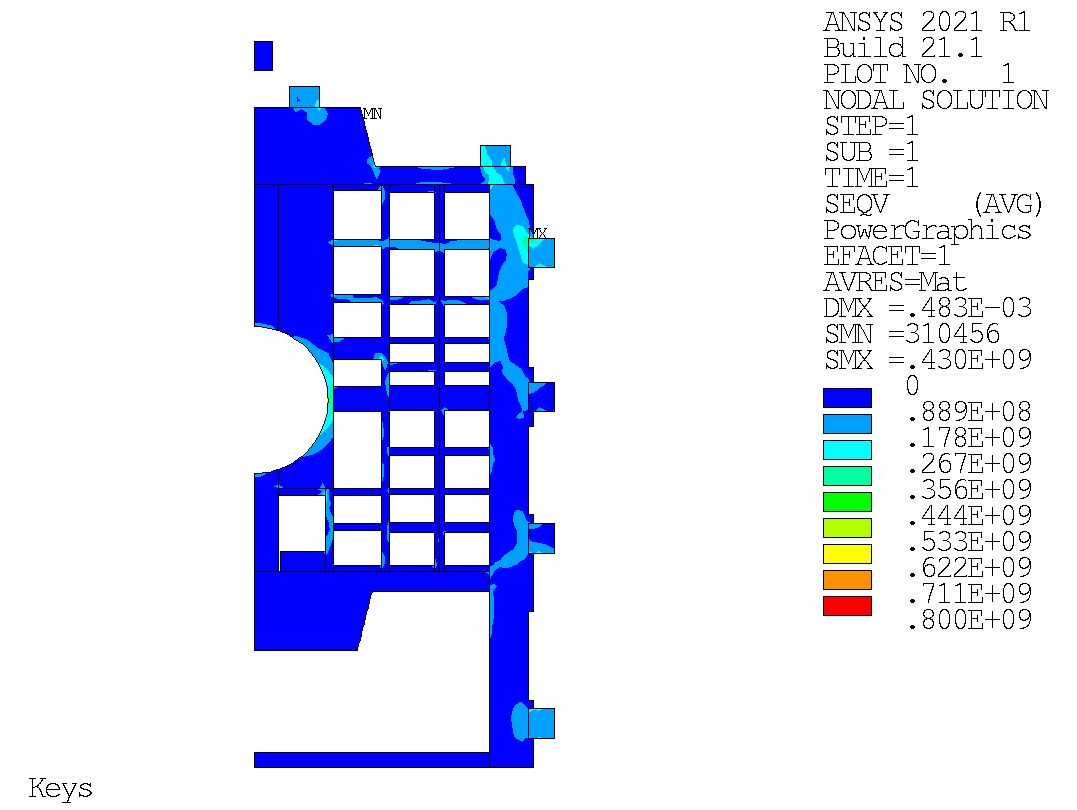 MN
MX
ANSYS 2021 R1
Build 21.1
PLOT NO.   1
NODAL SOLUTION
STEP=1
SUB =1
TIME=1
SEQV     (AVG)
PowerGraphics
EFACET=1
AVRES=Mat
DMX =.483E-03
SMN =310456
SMX =.430E+09
0
.889E+08
.178E+09
.267E+09
.356E+09
.444E+09
.533E+09
.622E+09
.711E+09
.800E+09
Keys